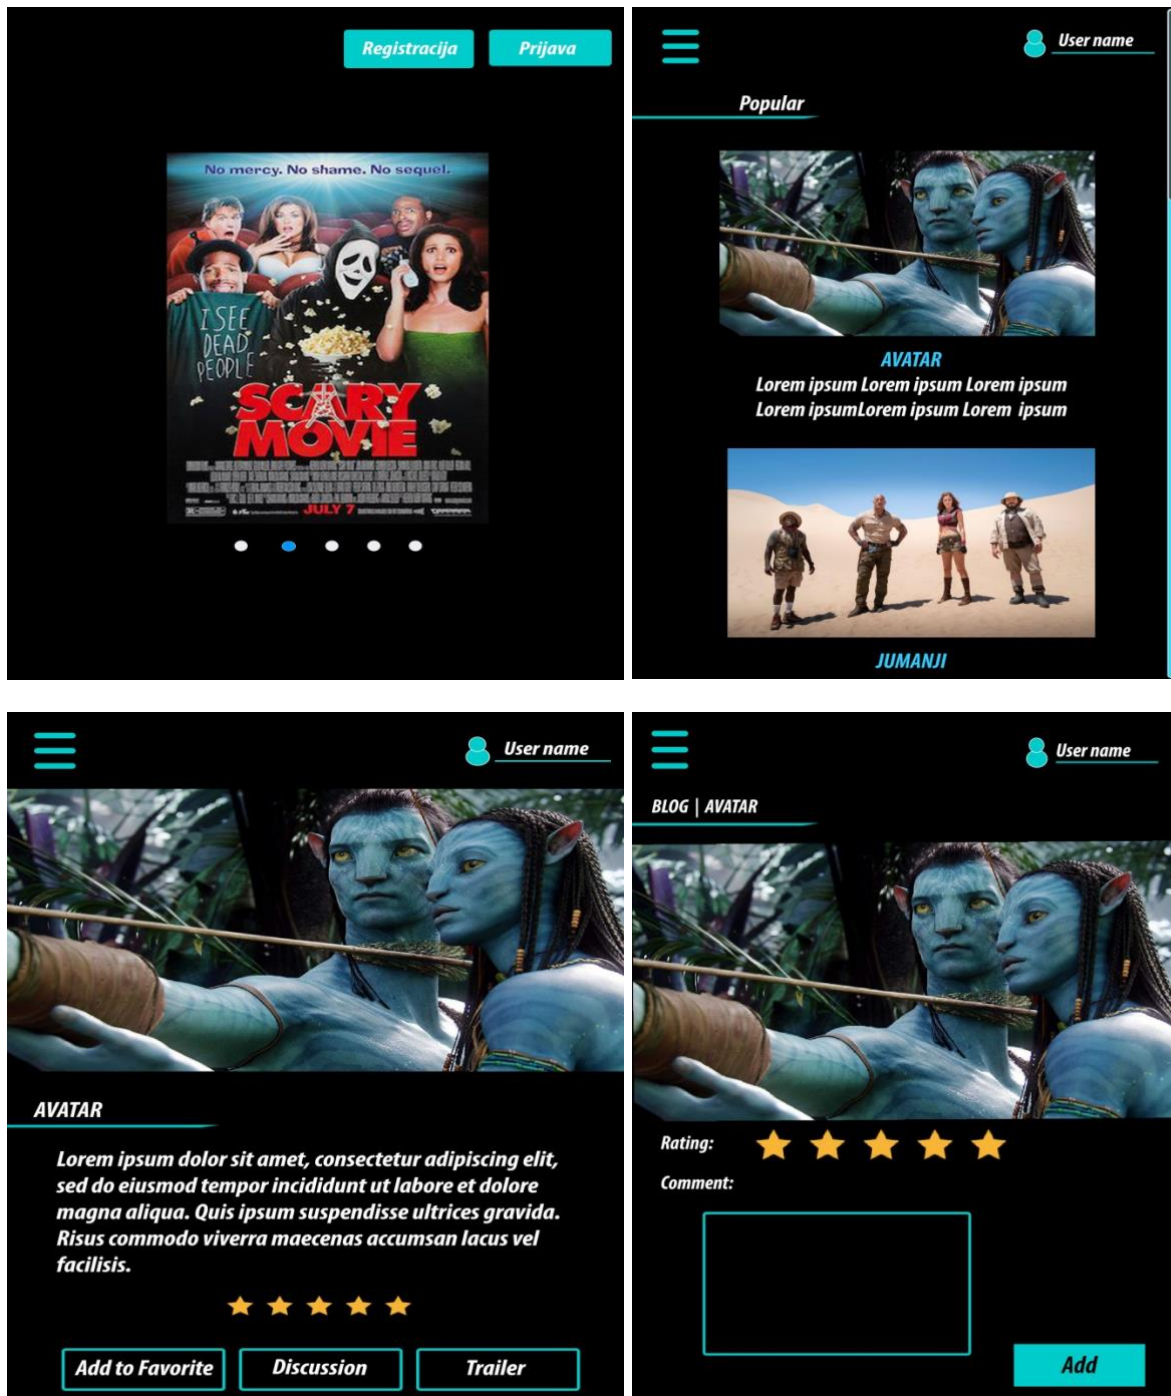 Registracija
Prijava
No mercy. No shame. No sequel.
I SEE
DEAD
PEOPLE
SCARY
MOVIE
JULY 7
User name
Popular
AVATAR
Lorem ipsum Lorem ipsum Lorem ipsum
Lorem ipsumLorem ipsum Lorem ipsum
JUMANJI
User name
AVATAR
Lorem ipsum dolor sit amet, consectetur adipiscing elit,
sed do eiusmod tempor incididunt ut labore et dolore
magna aliqua. Quis ipsum suspendisse ultrices gravida.
Risus commodo viverra maecenas accumsan lacus vel
facilisis.
Add to Favorite
Discussion
Trailer
User name
BLOG | AVATAR
Rating:
Comment:
Add